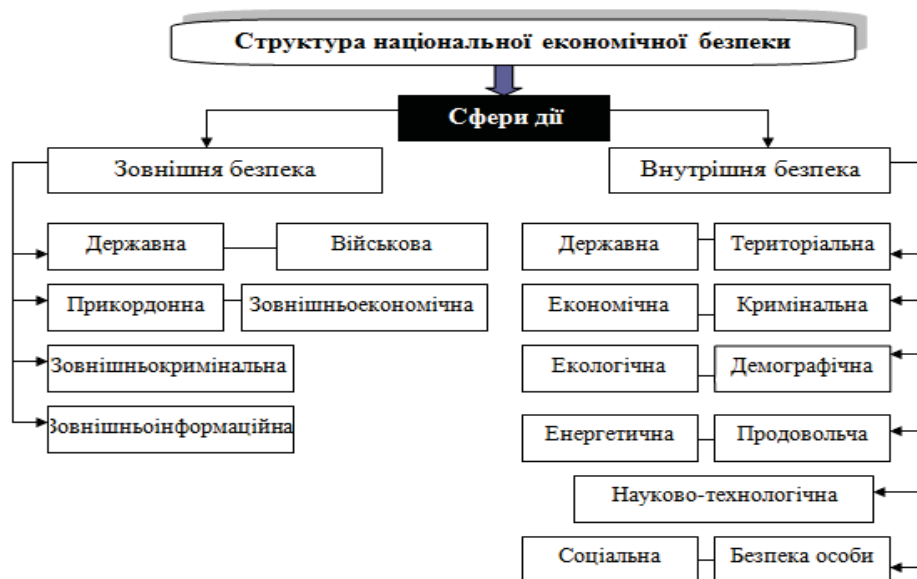 Структура національної економічної безпеки
Сфери дії
Зовнішня безпека
Внутрішня безпека
Державна
Військова
Прикордонна
Зовнішньоекономічна
Зовнішньокримінальна
Зовнішньоінформаційна
Державна
Територіальна
Економічна
Кримінальна
Екологічна
Демографічна
Енергетична
Продовольча
Науково-технологічна
Соціальна
Безпека особи